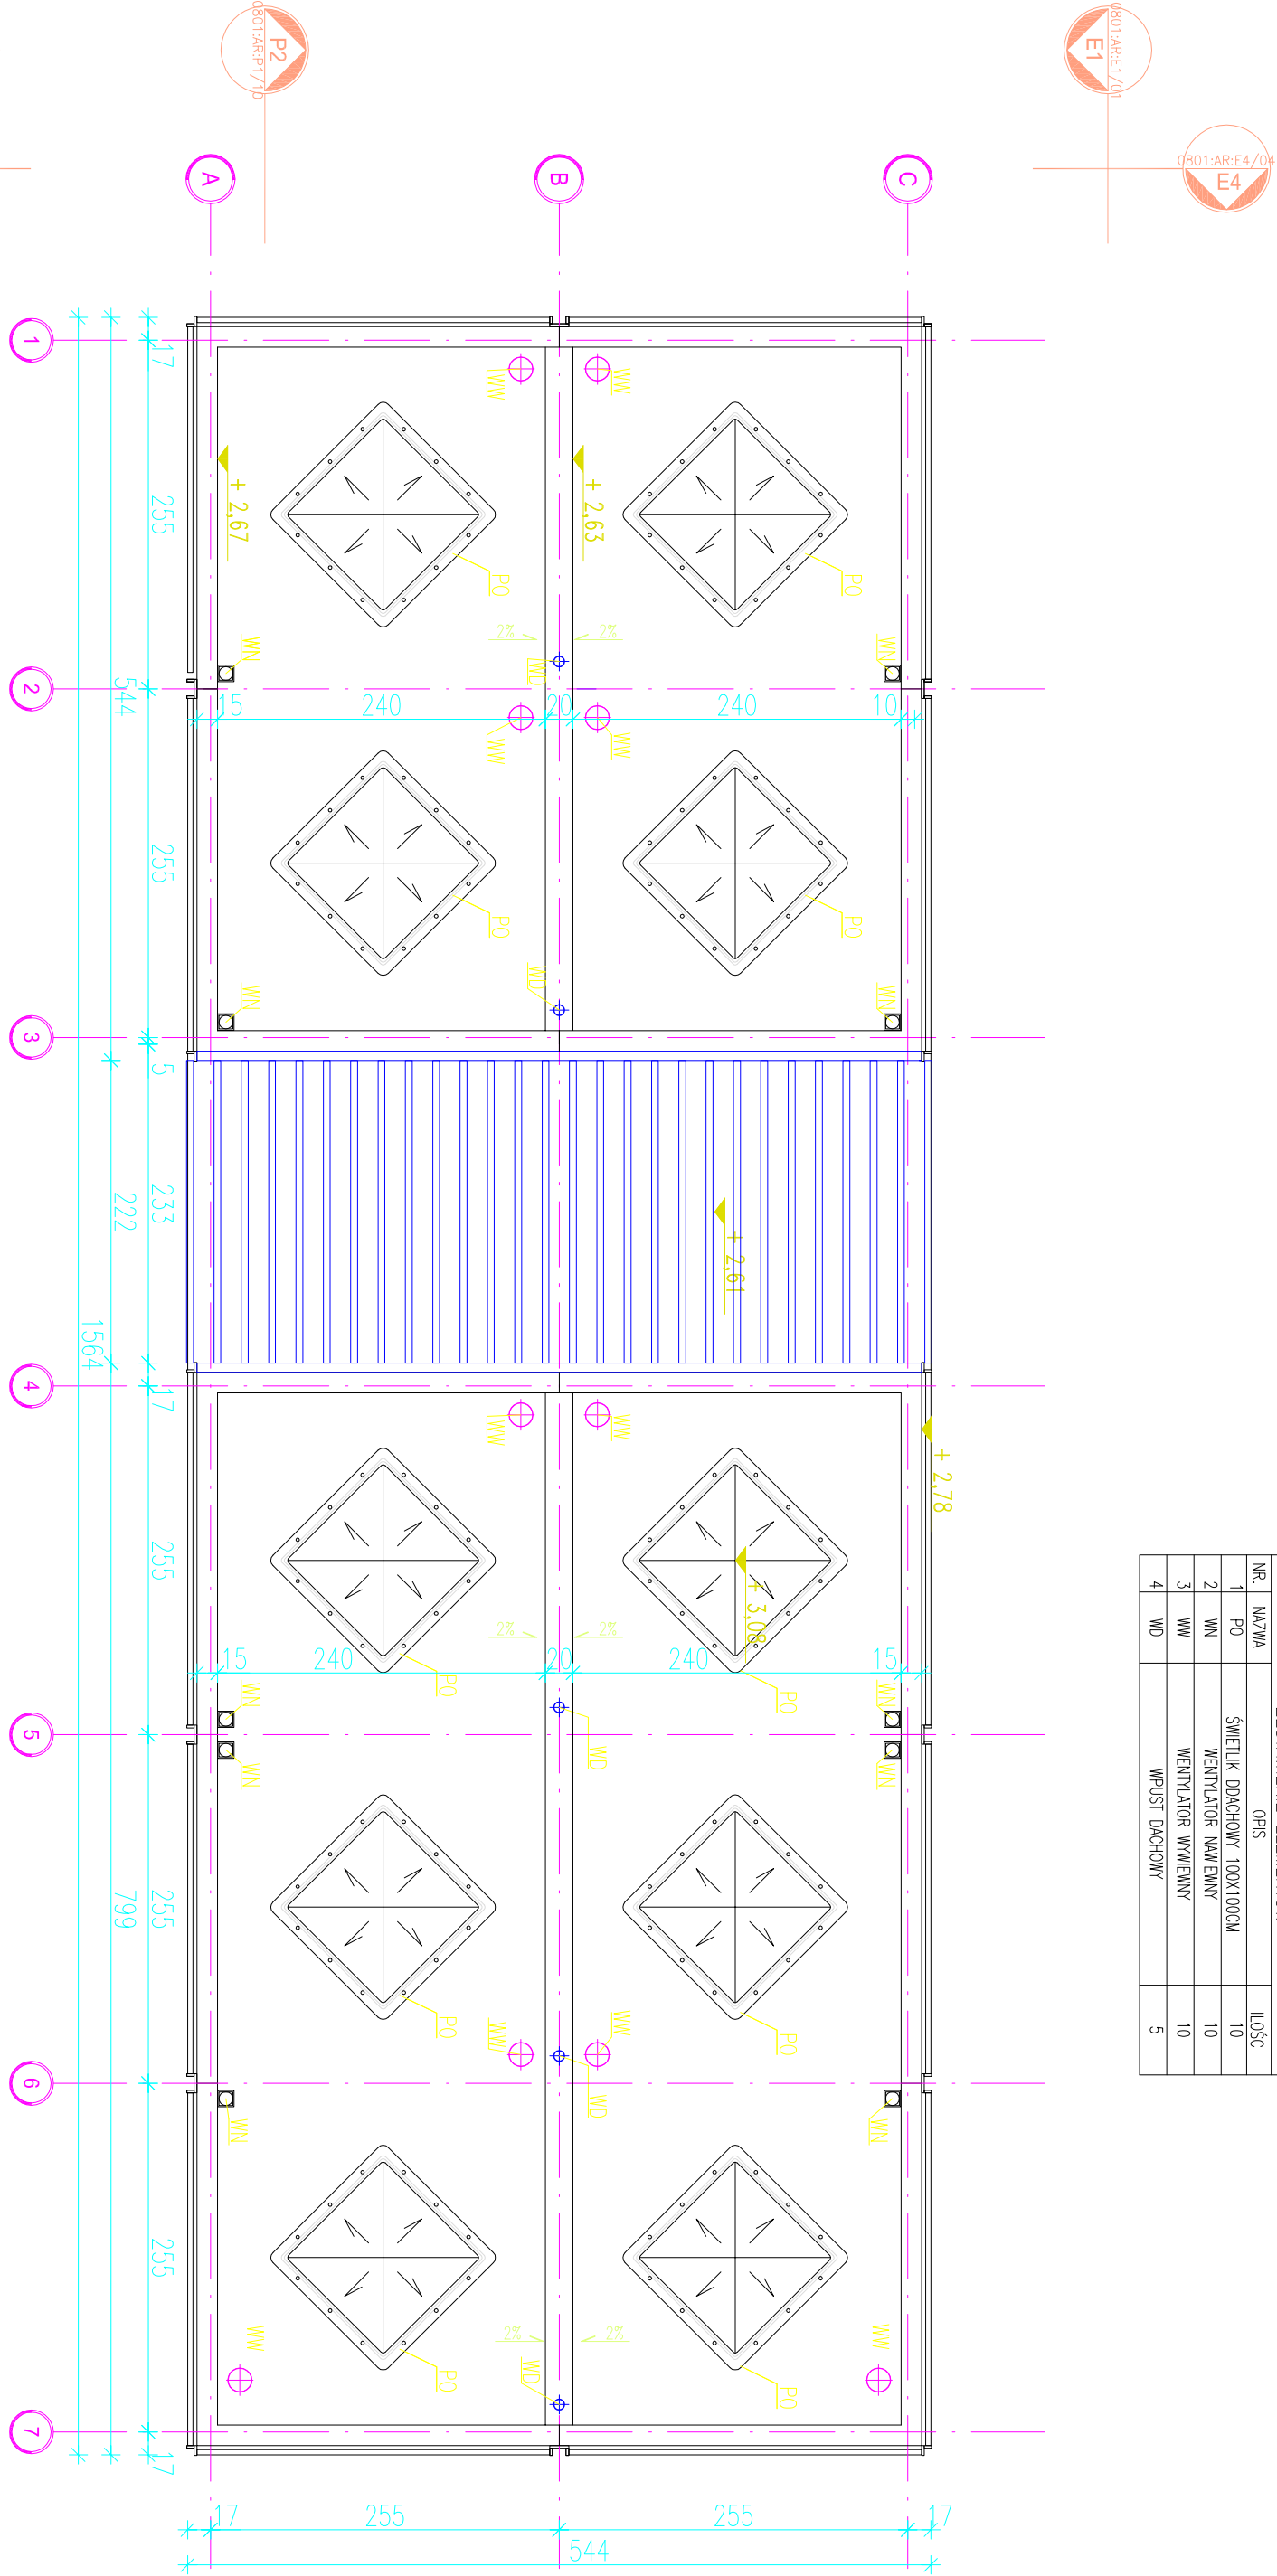 0801:AR:P1/10
P2
0801:AR:E1/01
E1
0801:AR:E4/04
E4
A
B
C
1
2
3
4
5
6
7
NR. NAZWA OPIS ILOŚC
1 PO ŚWIETLIK DDACHOWY 100X100CM 10
2 WN WENTYLATOR NAWIEWNY 10
3 WW WENTYLATOR WYWIEWNY 10
4 WD WPUST DACHOWY 5
WW
WW
+ 2,67
+ 2,63
PO
PO
2%
2%
WN
WD
WN
15
240
20
240
10
WW
WW
PO
PO
WN
WD
WN
+ 2,61
WW
WW
+ 2,78
+ 3,08
2%
2%
15
240
20
240
15
PO
PO
WN
WN
WD
WN
WN
PO
PO
WW
WW
WD
WN
WN
2%
2%
WW
WW
PO
PO
WD
17
255
255
5
233
17
255
255
255
17
544
222
799
1564
17
255
255
17
544